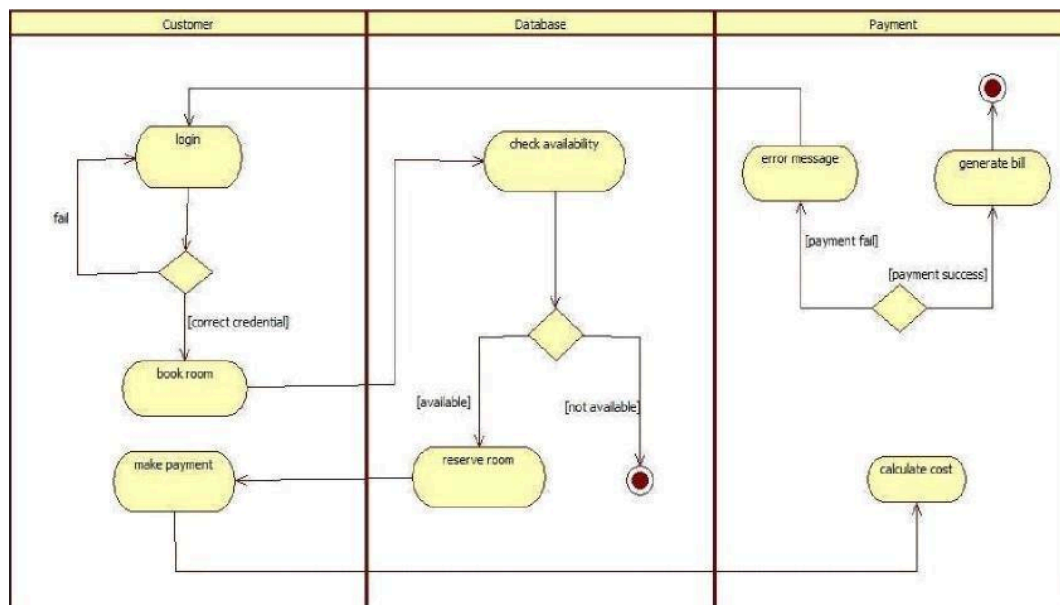 Customer
Database
Payment
login
check availability
error message
generate bill
fail
[payment fail]
[payment success]
[correct credential]
book room
[available]
[not available]
make payment
reserve room
calculate cost